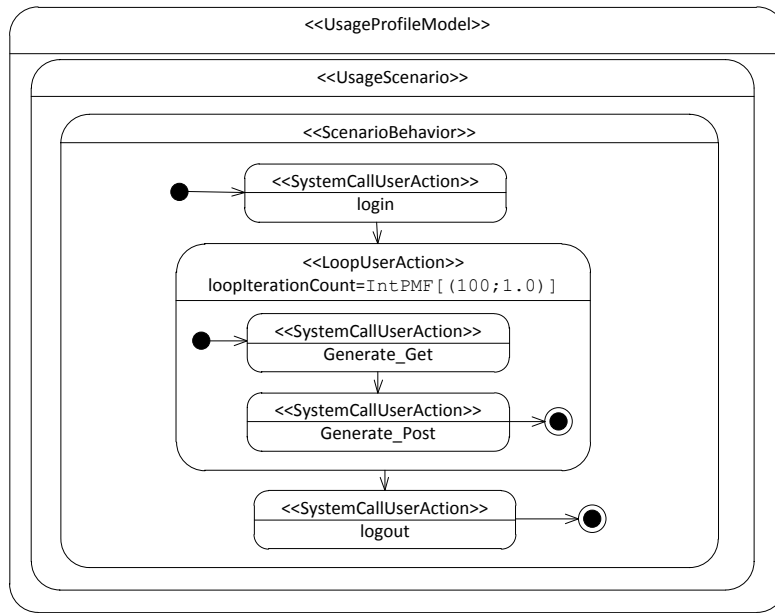 <<UsageProfileModel>>
<<UsageScenario>>
<<ScenarioBehavior>>
<<SystemCallUserAction>>
login
<<LoopUserAction>>
loopIterationCount=IntPMF[(100;1.0)]
<<SystemCallUserAction>>
Generate_Get
<<SystemCallUserAction>>
Generate_Post
<<SystemCallUserAction>>
logout